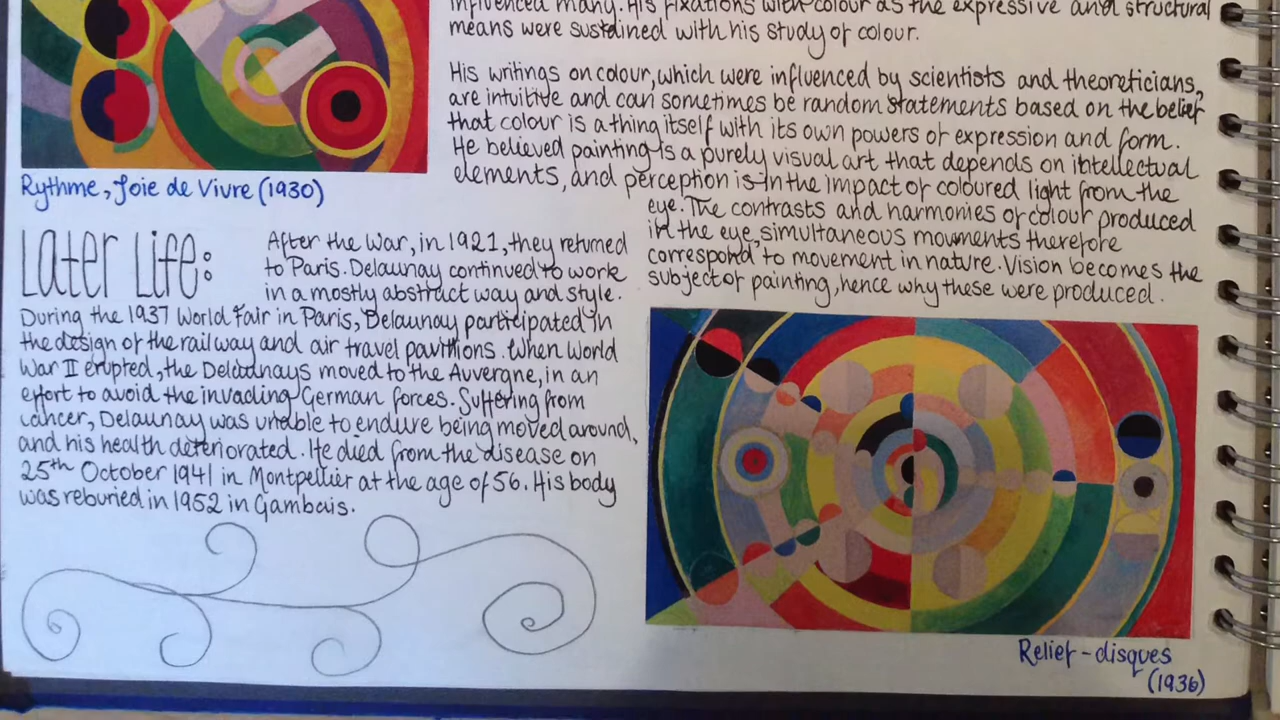 influenced many. His fixations with colour as the expressive and structural
means were sustained with his study of colour.
His writings on colour, which were influenced by scientists and theoreticians,
are intuitive and can sometimes be random statements based on the belief
that colour is a thing itself with its own powers of expression and form.
He believed painting is a purely visual art that depends on intellectual
elements, and perception is in the impact of coloured light from the
eye. The contrasts and harmonies of colour produced
in the eye, simultaneous movments therefore
correspond to movement in nature. Vision becomes the
subject of painting, hence why these were produced.
Rythme, Joie de Vivre (1930)
Later Life:
After the War, in 1921, they returned
to Paris. Delaunay continued to work
in a mostly abstract way and style.
During the 1937 World Fair in Paris, Delaunay participated in
the design of the railway and air travel pavilions. When World
War II erupted, the Delaunays moved to the Auvergne, in an
effort to avoid the invading German forces. Suffering from
cancer, Delaunay was unable to endure being moved around,
and his health deteriorated. He died from the disease on
25th October 1941 in Montpellier at the age of 56. His body
was reburied in 1952 in Gambais.
Relief-disques
(1936)